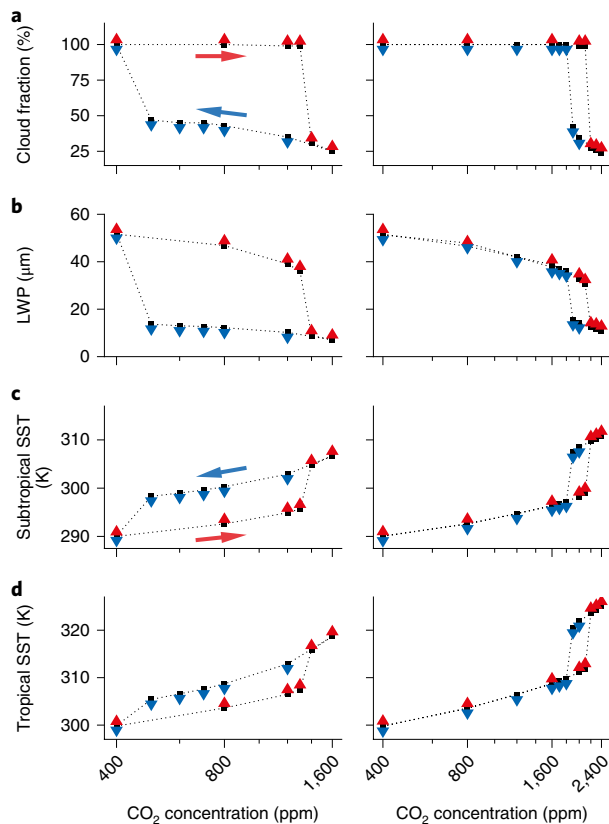 a
Cloud fraction (%)
100
75
50
25
b
LWP (μm)
60
40
20
0
c
Subtropical SST
(K)
310
300
290
d
Tropical SST (K)
320
310
300
400
800
1,600
400
800
1,600
2,400
CO2 concentration (ppm)
CO2 concentration (ppm)